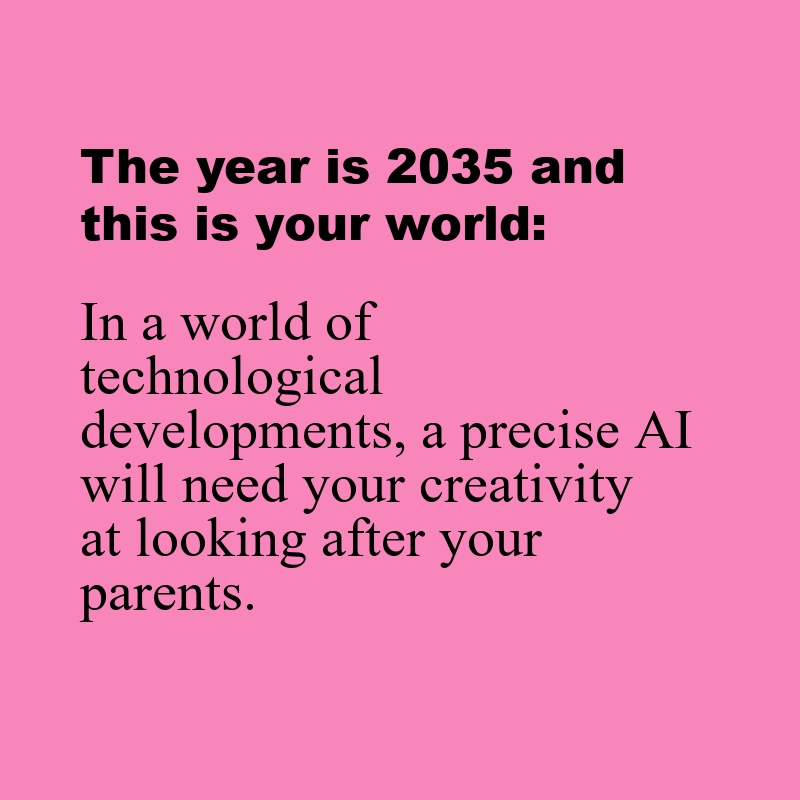 The year is 2035 and
this is your world:
In a world of
technological
developments, a precise AI
will need your creativity
at looking after your
parents.